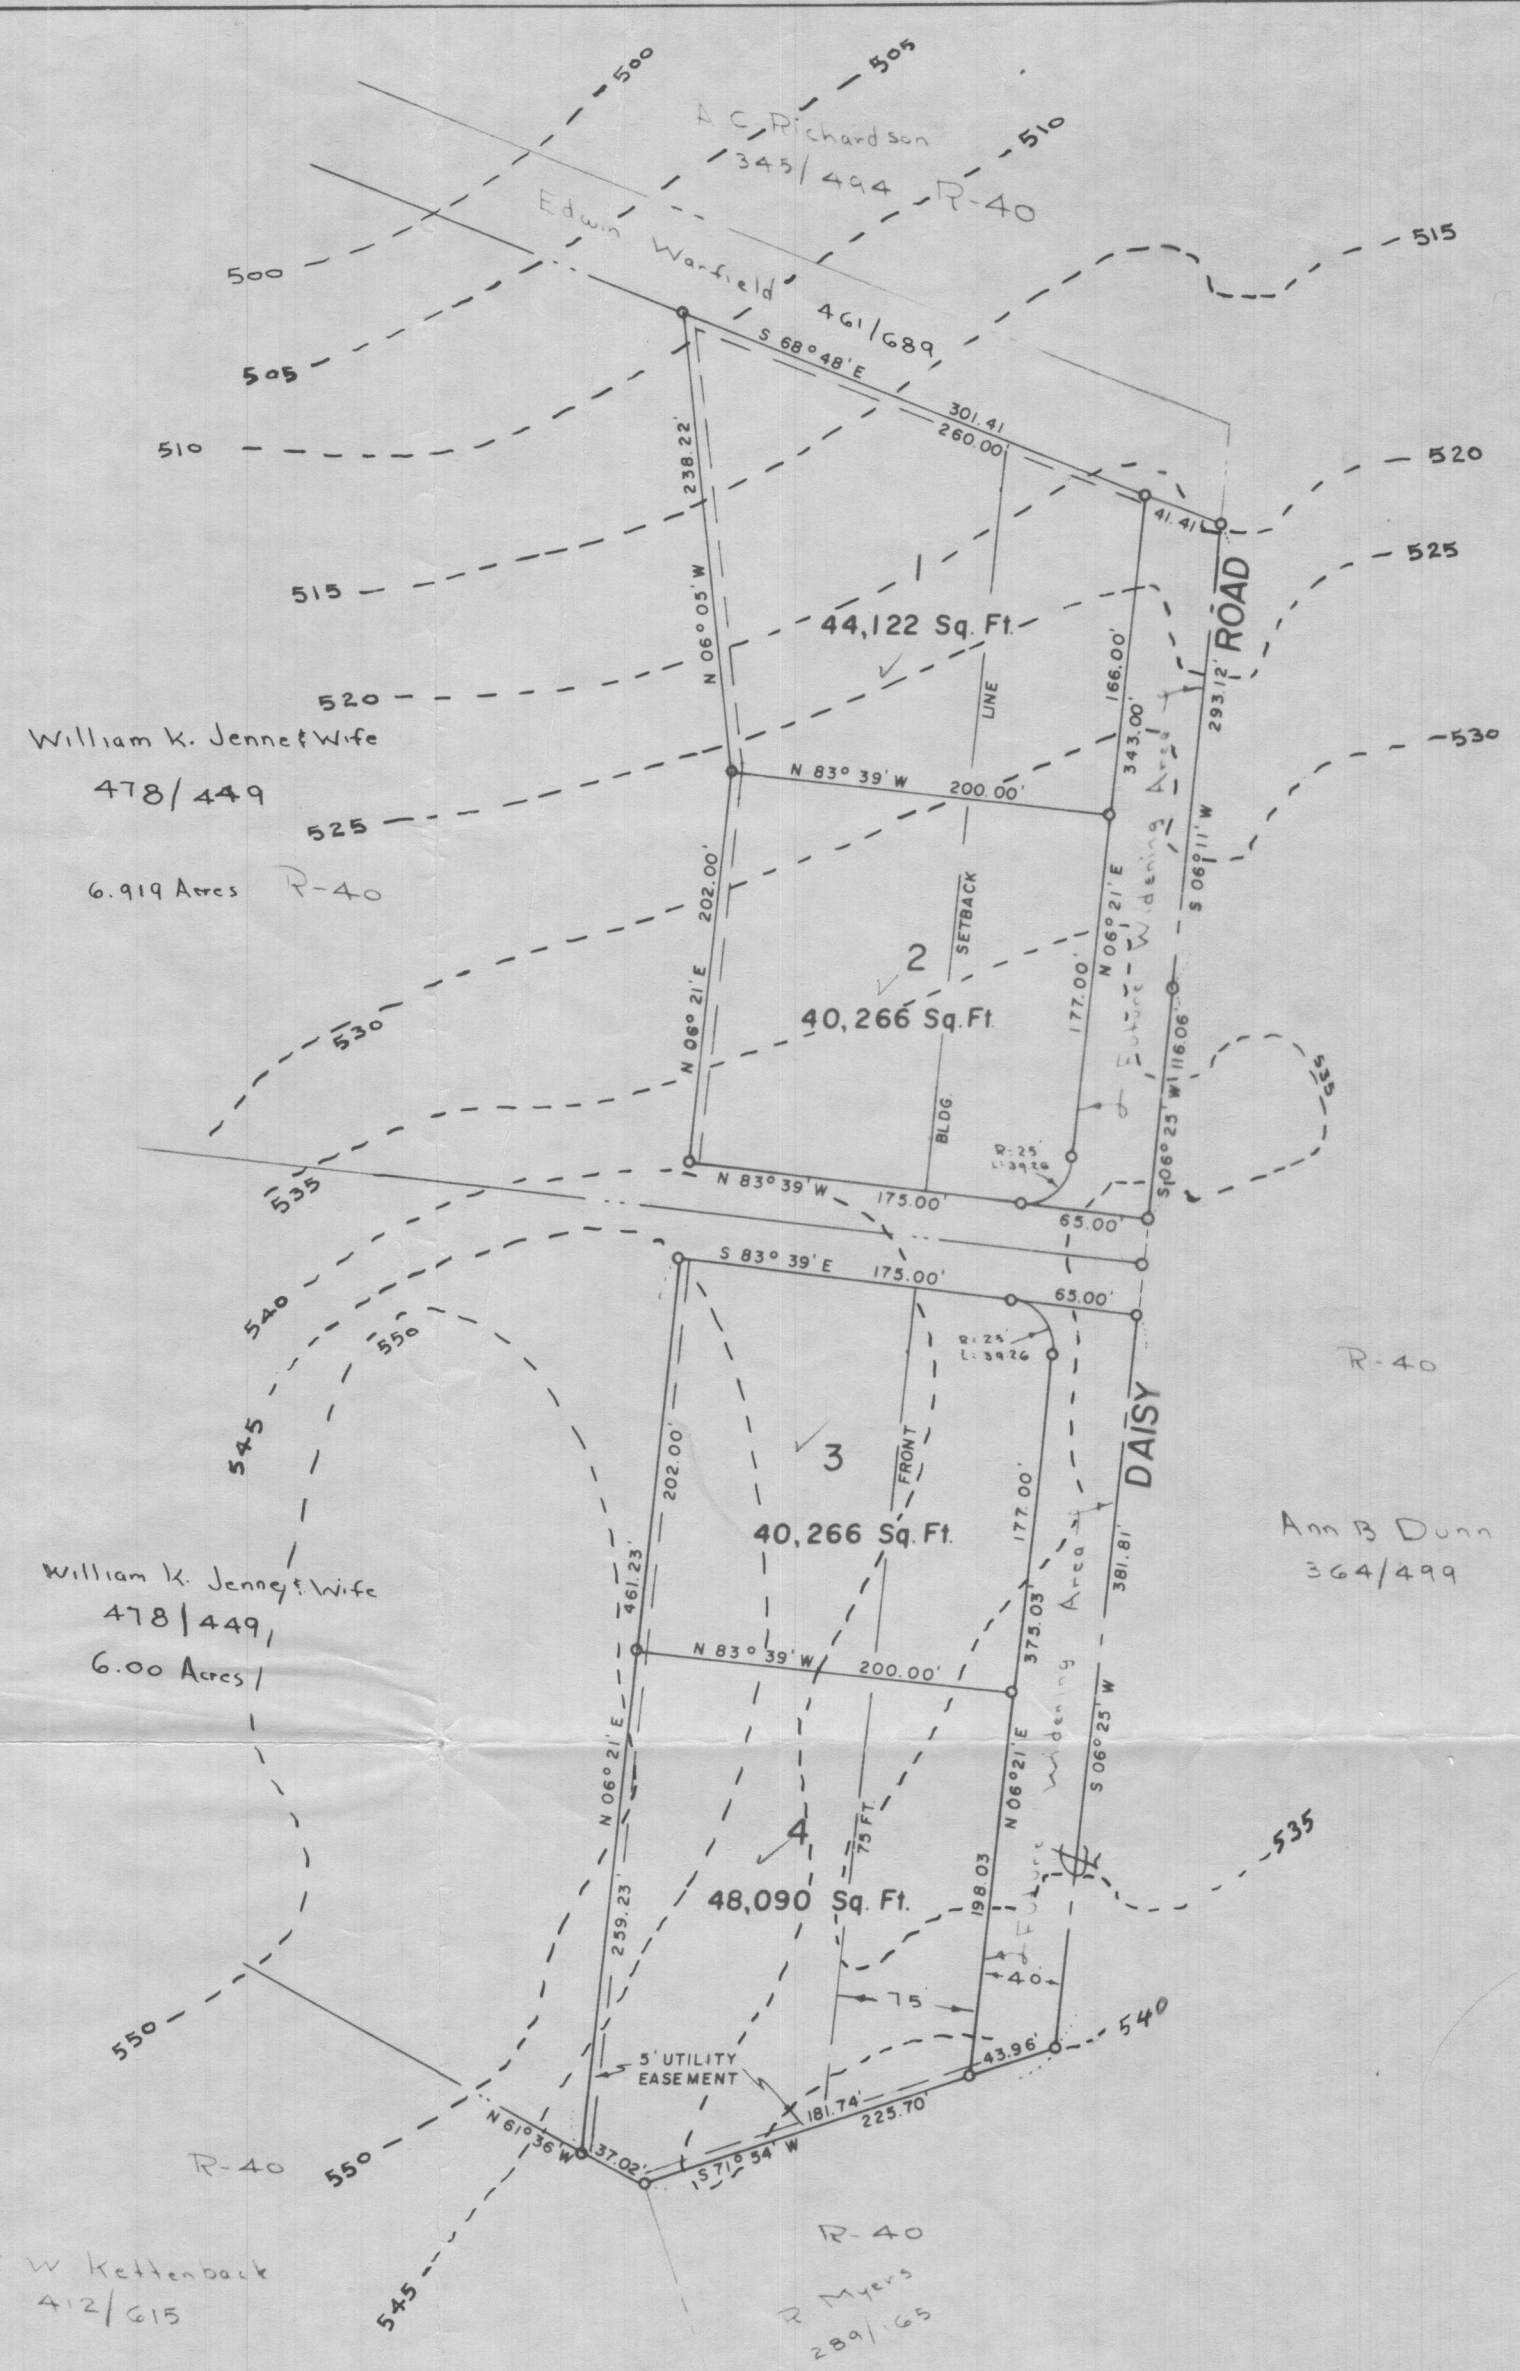 500
505
510
A C Richardson
345/494 R-40
Edwin Warfield
461/689
500
515
505
S 68° 48' E
301.41
260.00'
510
238.22'
520
41.41
515
525
1
44,122 Sq. Ft.
N 06° 05' W
166.00'
ROAD
LINE
293.12'
520
343.00'
William K. Jenne & Wife
478/449
525
6.919 Acres R-40
530
N 83° 39' W 200.00'
Future Widening Area
S 06° 11' W
202.00'
SETBACK
N 06° 21' E
2
40,266 Sq. Ft.
177.00'
N 06° 21' E
530
116.06'
535
S 06° 25' W
BLDG.
R=25'
L=39.26
535
N 83° 39' W 175.00'
65.00'
S 83° 39' E 175.00'
65.00'
540
550
R=25'
L=39.26
R-40
545
DAISY
202.00'
3
FRONT
40,266 Sq. Ft.
177.00'
461.23'
375.03'
381.81'
Ann B Dunn
364/499
William K. Jenney & Wife
478/449
6.00 Acres
N 83° 39' W 200.00'
Future Widening Area
N 06° 21' E
N 06° 21' E
S 06° 25' W
4
75 FT.
48,090 Sq. Ft.
535
259.23'
198.03
40
75
540
550
5' UTILITY
EASEMENT
43.96'
181.74'
225.70'
N 61° 36' W
37.02'
S 71° 54' W
R-40
550
R-40
W Kettenback
412/615
545
R Myers
289/165